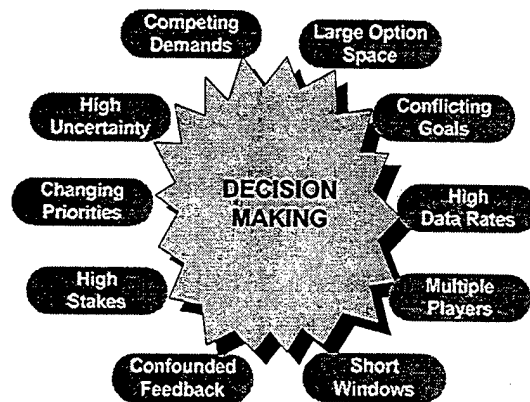 Competing
Demands
Large Option
Space
High
Uncertainty
Conflicting
Goals
DECISION
MAKING
Changing
Priorities
High
Data Rates
High
Stakes
Multiple
Players
Confounded
Feedback
Short
Windows